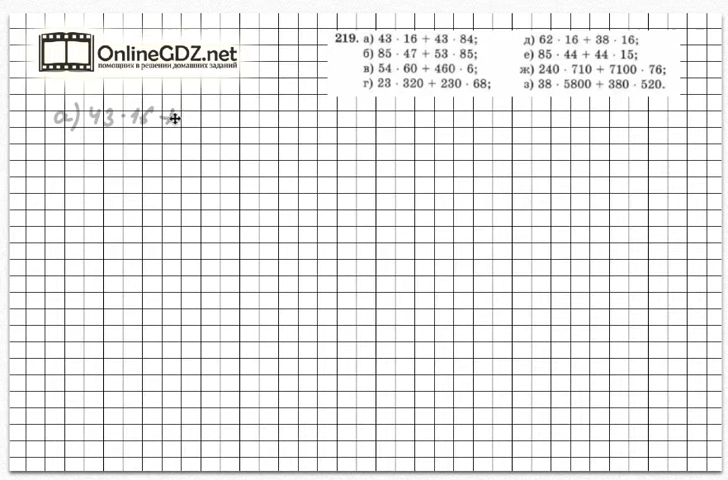 OnlineGDZ.net
помощник в решении домашних заданий
219. а) 43 · 16 + 43 · 84;
б) 85 · 47 + 53 · 85;
в) 54 · 60 + 460 · 6;
г) 23 · 320 + 230 · 68;
д) 62 · 16 + 38 · 16;
е) 85 · 44 + 44 · 15;
ж) 240 · 710 + 7100 · 76;
з) 38 · 5800 + 380 · 520.
а) 43 · 16 +